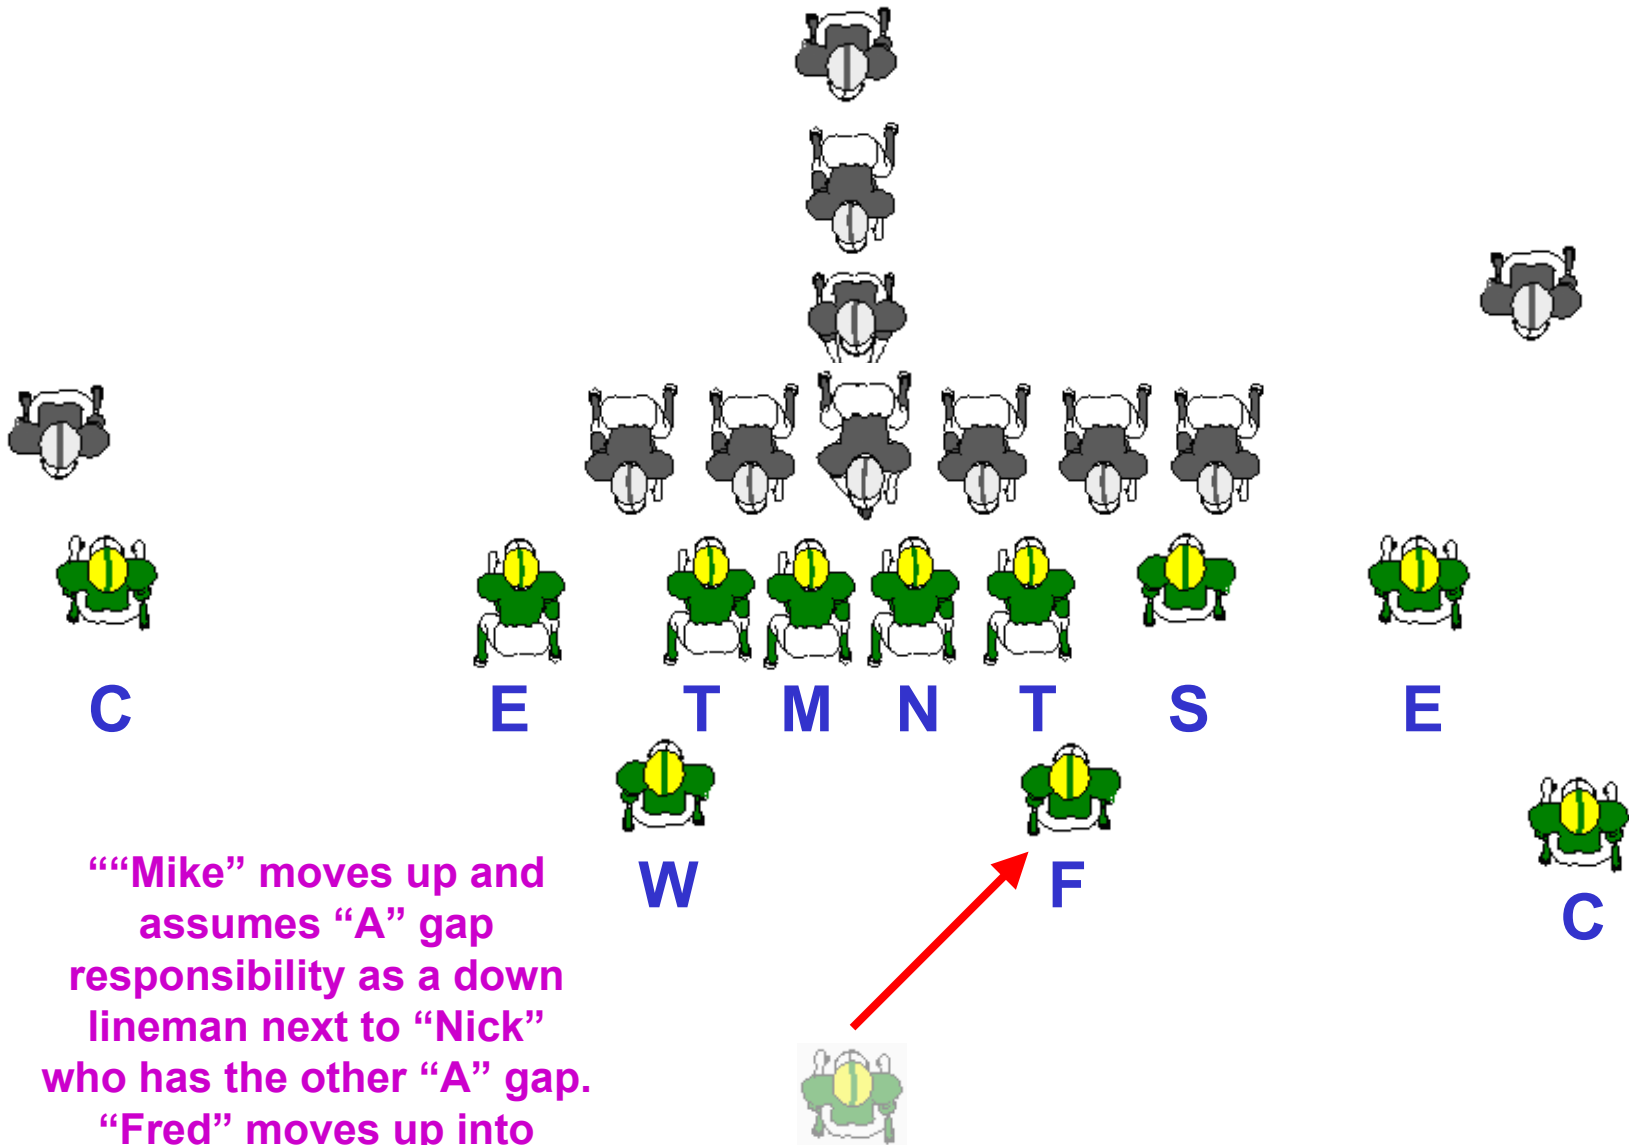 C E T M N T S E
W F C
““Mike” moves up and
assumes “A” gap
responsibility as a down
lineman next to “Nick”
who has the other “A” gap.
“Fred” moves up into